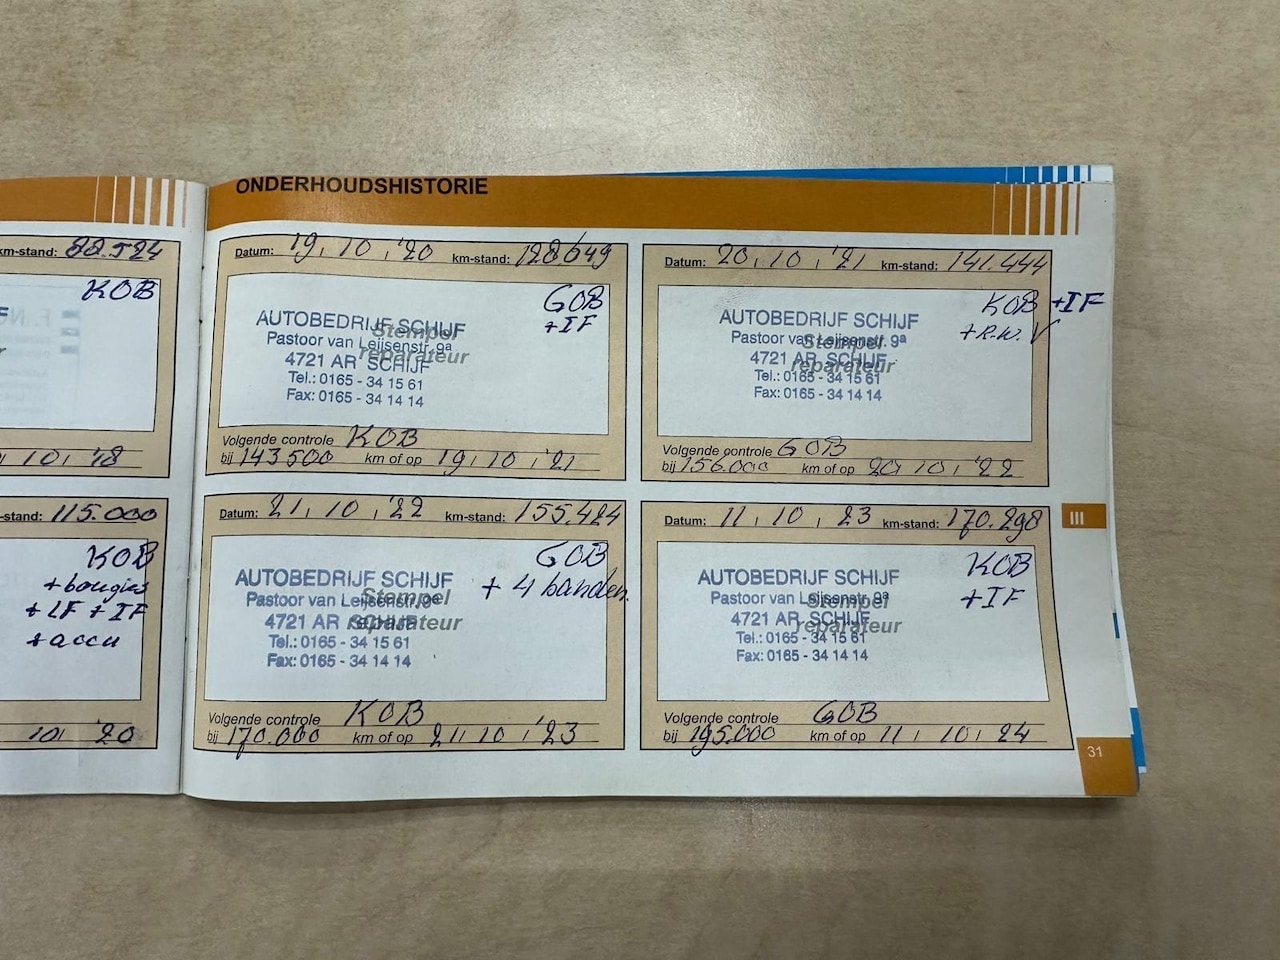 km-stand: 22.524
KOB
10, '18
-stand: 115.000
KOB
+ bougies
+ LF + IF
+ accu
10, '20
ONDERHOUDSHISTORIE
Datum: 19, 10, '20 km-stand: 128.649
GOB
+ IF
AUTOBEDRIJF SCHIJF
Pastoor van Leijsenstr. 9ª
4721 AR SCHIJF
Tel.: 0165 - 34 15 61
Fax: 0165 - 34 14 14
Stempel
reparateur
Volgende controle KOB
bij 143500 km of op 19, 10, '21
Datum: 20, 10, '21 km-stand: 141.444
KOB + IF
+ R.W. V
AUTOBEDRIJF SCHIJF
Pastoor van Leijsenstr. 9ª
4721 AR SCHIJF
Tel.: 0165 - 34 15 61
Fax: 0165 - 34 14 14
Stempel
reparateur
Volgende controle GOB
bij 156.000 km of op 20, 10, '22
Datum: 21, 10, '22 km-stand: 155.424
GOB
+ 4 banden.
AUTOBEDRIJF SCHIJF
Pastoor van Leijsenstr. 9ª
4721 AR SCHIJF
Tel.: 0165 - 34 15 61
Fax: 0165 - 34 14 14
Stempel
reparateur
Volgende controle KOB
bij 170.000 km of op 21, 10, '23
Datum: 11, 10, 23 km-stand: 170.298
KOB
+ IF
AUTOBEDRIJF SCHIJF
Pastoor van Leijsenstr. 9ª
4721 AR SCHIJF
Tel.: 0165 - 34 15 61
Fax: 0165 - 34 14 14
Stempel
reparateur
Volgende controle GOB
bij 195.000 km of op 11, 10, 24
III
31